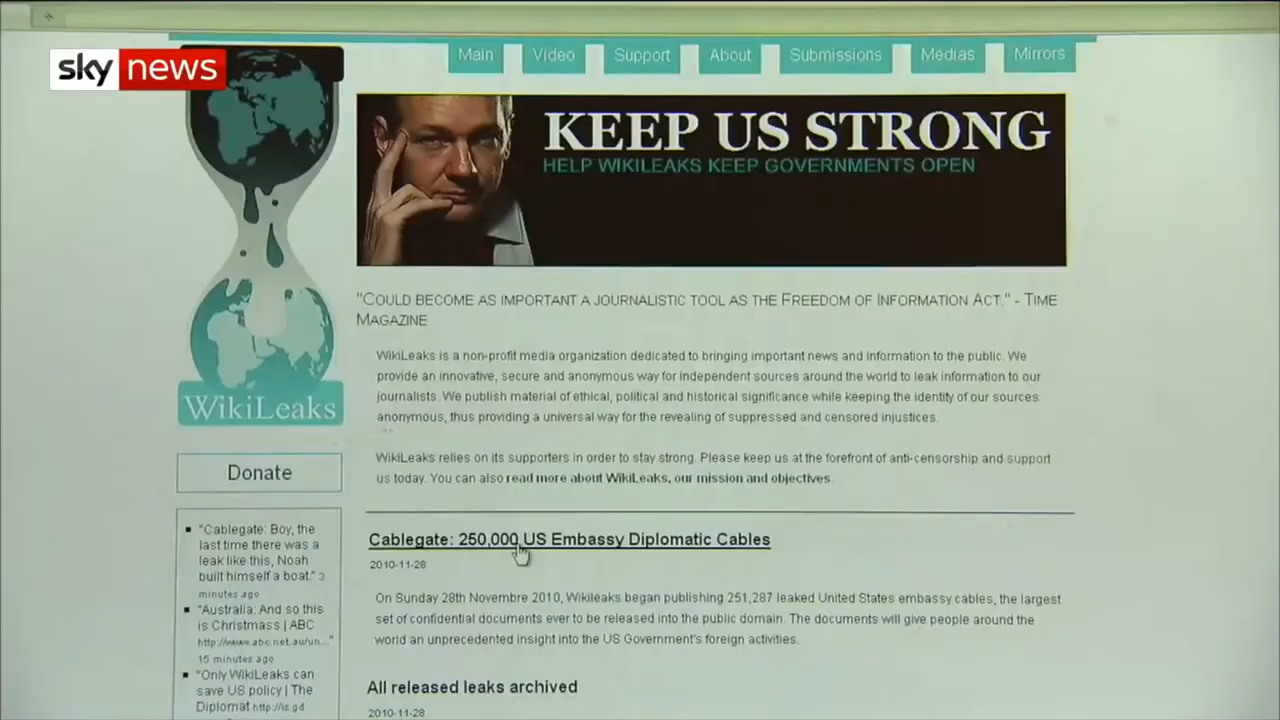 sky news
Main Video Support About Submissions Medias Mirrors
KEEP US STRONG
HELP WIKILEAKS KEEP GOVERNMENTS OPEN
"COULD BECOME AS IMPORTANT A JOURNALISTIC TOOL AS THE FREEDOM OF INFORMATION ACT." - TIME
MAGAZINE
WikiLeaks is a non-profit media organization dedicated to bringing important news and information to the public. We
provide an innovative, secure and anonymous way for independent sources around the world to leak information to our
journalists. We publish material of ethical, political and historical significance while keeping the identity of our sources
anonymous, thus providing a universal way for the revealing of suppressed and censored injustices.
WikiLeaks relies on its supporters in order to stay strong. Please keep us at the forefront of anti-censorship and support
us today. You can also read more about WikiLeaks, our mission and objectives.
WikiLeaks
Donate
"Cablegate: Boy, the
last time there was a
leak like this, Noah
built himself a boat." 3
minutes ago
"Australia: And so this
is Christmass | ABC
http://www.abc.net.au/un..."
15 minutes ago
"Only WikiLeaks can
save US policy | The
Diplomat http://is.gd
Cablegate: 250,000 US Embassy Diplomatic Cables
2010-11-28
On Sunday 28th Novembre 2010, Wikileaks began publishing 251,287 leaked United States embassy cables, the largest
set of confidential documents ever to be released into the public domain. The documents will give people around the
world an unprecedented insight into the US Government's foreign activities.
All released leaks archived
2010-11-28